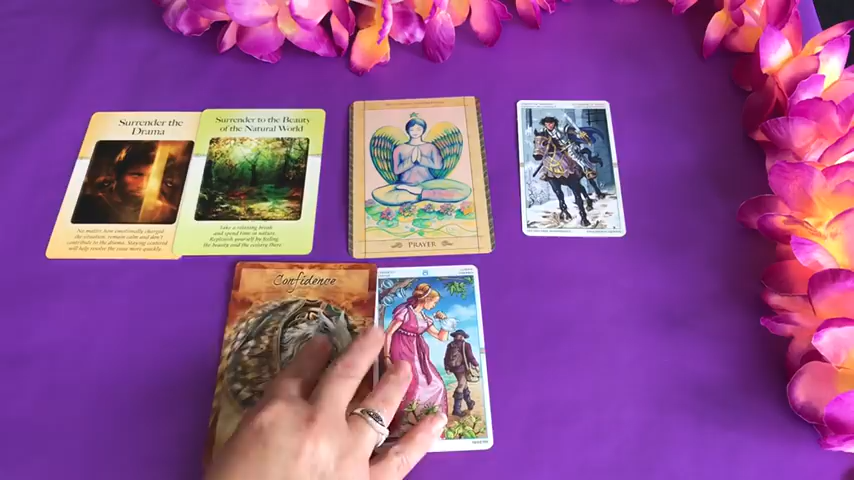 Surrender the
Drama
No matter how emotionally charged
the situation, remain calm and don't
contribute to the drama. Staying centered
will help resolve the issue more quickly.
Surrender to the Beauty
of the Natural World
Take a relaxing break
and spend time in nature.
Replenish yourself by feeling
the beauty and the ecstasy there.
PRAYER
Confidence
8